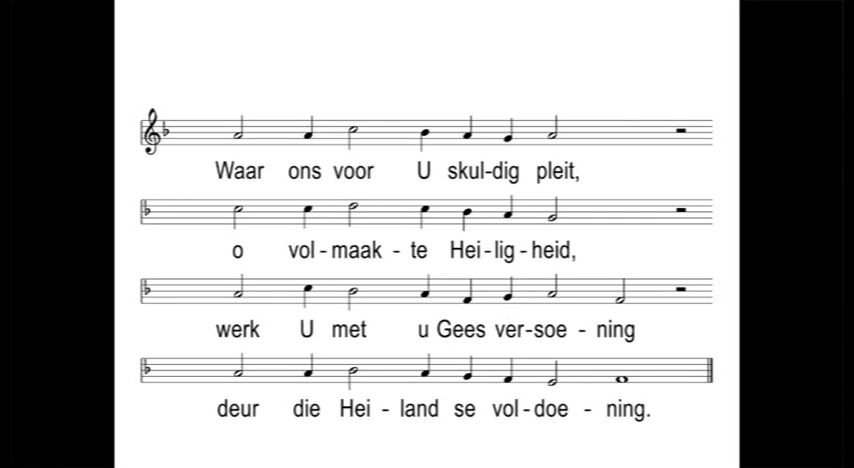 Waar ons voor U skul-dig pleit,
o vol-maak-te Hei-lig-heid,
werk U met u Gees ver-soe-ning
deur die Hei-land se vol-doe-ning.